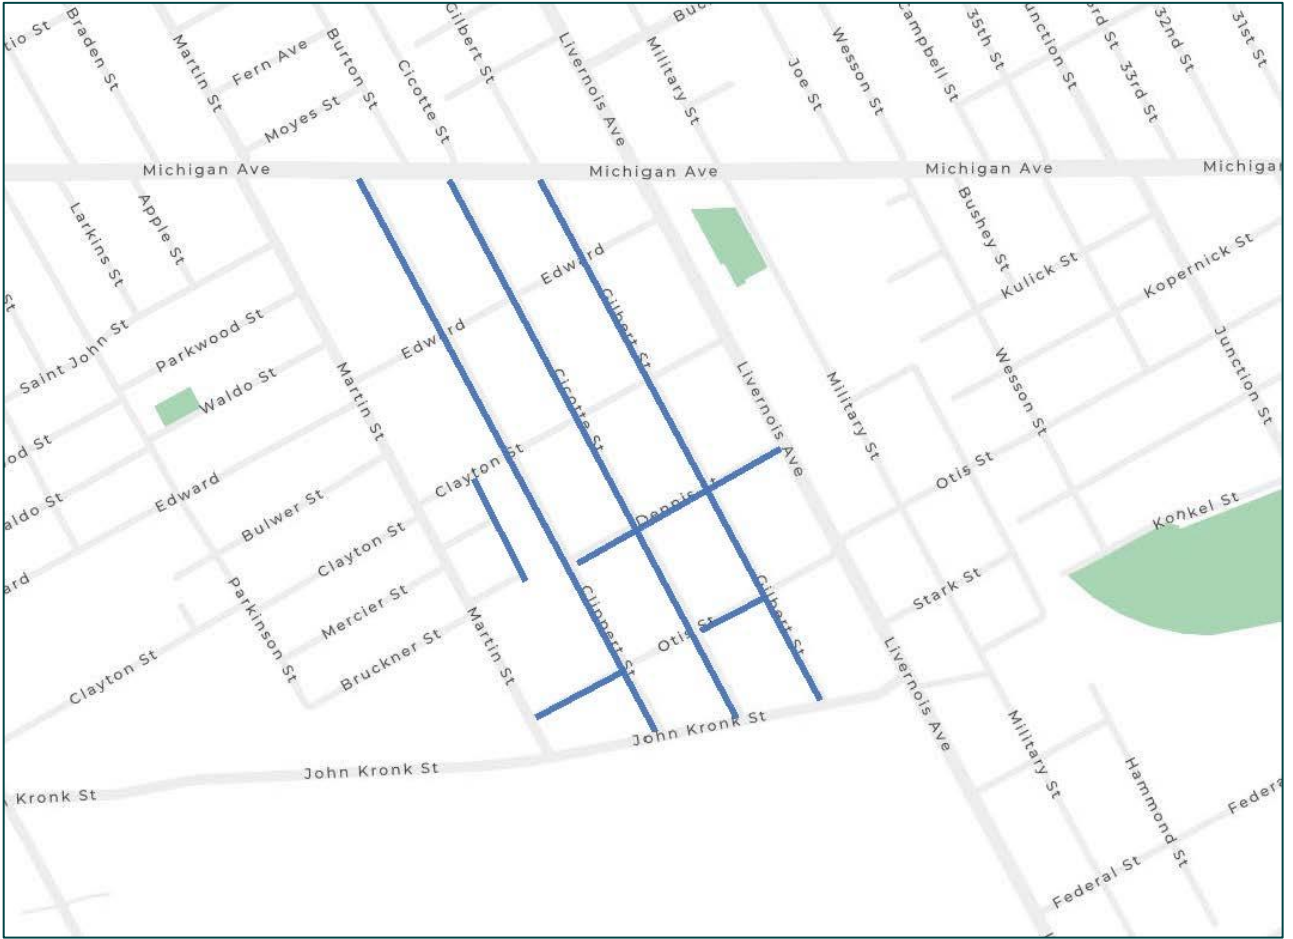 tio St
Braden St
Martin St
Fern Ave
Burton St
Moyes St
Cicotte St
Gilbert St
Livernois Ave
Military St
Joe St
Wesson St
Campbell St
35th St
33rd St
32nd St
31st St
Michigan Ave
Michigan Ave
Michigan Ave
Michigan
Larkins St
Apple St
Saint John St
Parkwood St
Waldo St
Edward
Bulwer St
Clayton St
Mercier St
Bruckner St
Parkinson St
Clayton St
Martin St
Martin St
Edward
Edward
Gilbert St
Cicotte St
Clayton St
Dennis St
Clippert St
Otis St
Gilbert St
Livernois Ave
Military St
Bushey St
Kulick St
Kopernick St
Wesson St
Junction St
Otis St
Konkel St
Stark St
Livernois Ave
Military St
Hammond St
Federal St
Federa
John Kronk St
John Kronk St
Kronk St
unction St
rd St
od St
aldo St
ard
St